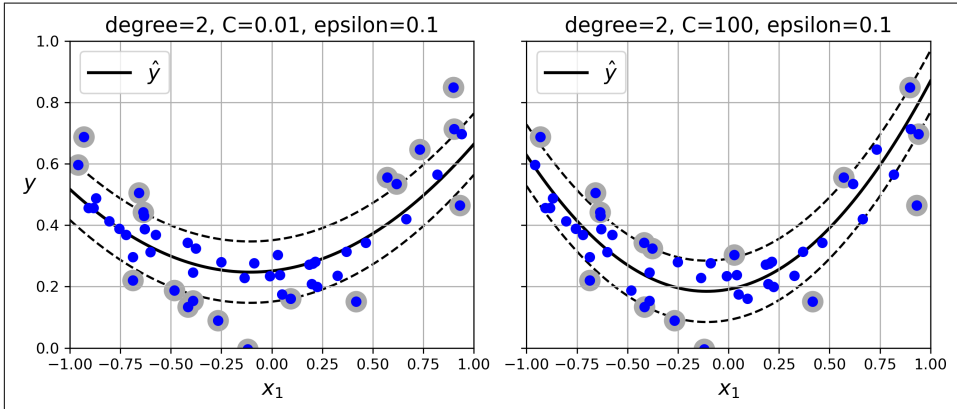 degree=2, C=0.01, epsilon=0.1
ŷ
y
1.0
0.8
0.6
0.4
0.2
0.0
−1.00 −0.75 −0.50 −0.25 0.00 0.25 0.50 0.75 1.00
x₁
degree=2, C=100, epsilon=0.1
ŷ
−1.00 −0.75 −0.50 −0.25 0.00 0.25 0.50 0.75 1.00
x₁